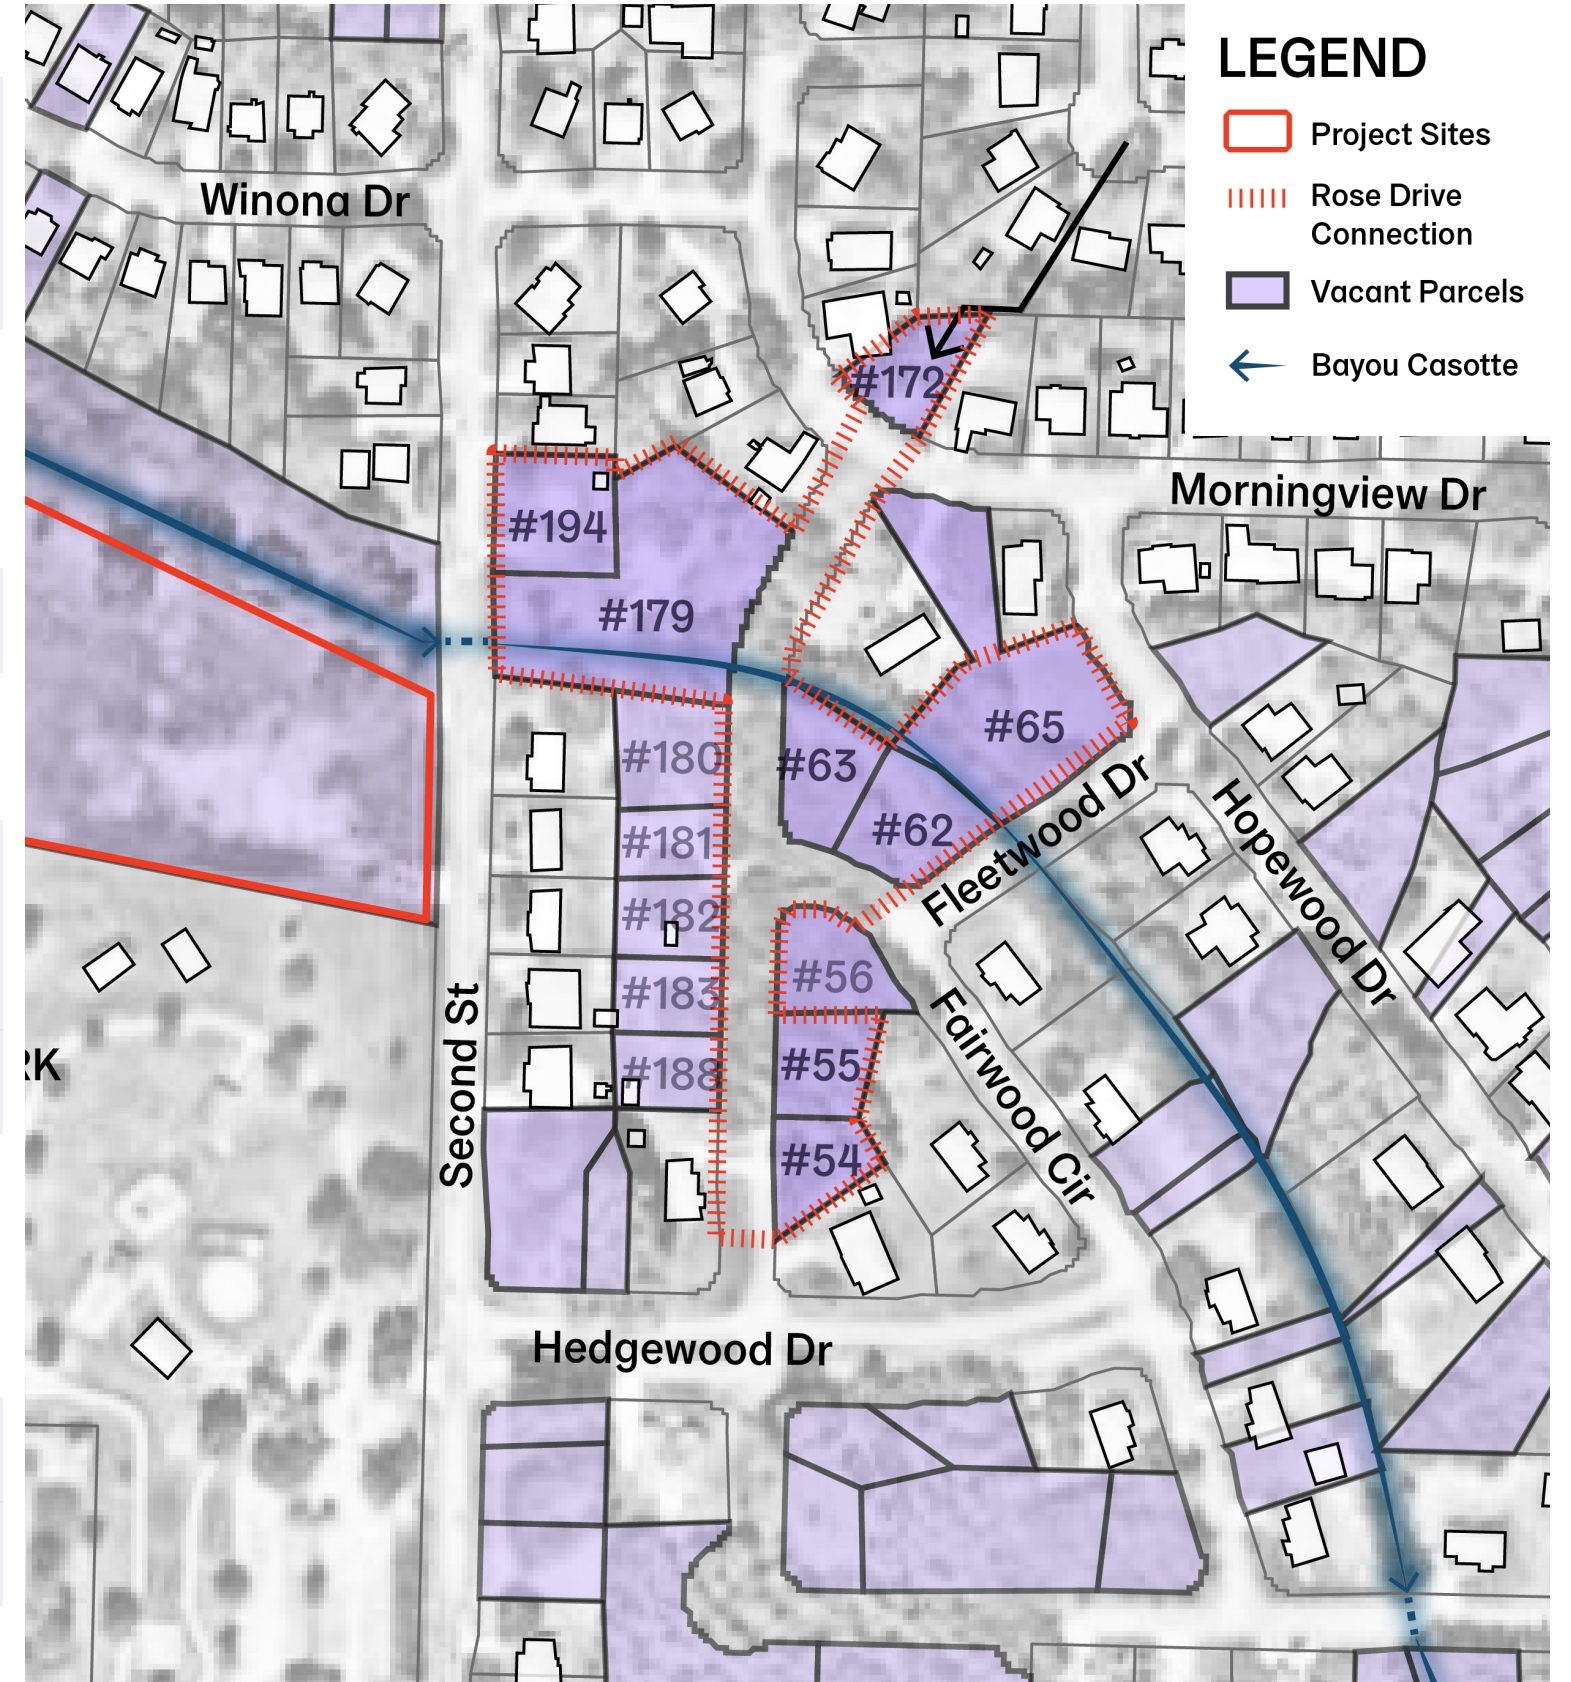 LEGEND
Project Sites
Rose Drive
Connection
Vacant Parcels
Bayou Casotte
Winona Dr
#172
Morningview Dr
#194
#179
#65
#180
#63
#62
#181
Fleetwood Dr
Hopewood Dr
#182
#56
#183
Second St
Fairwood Cir
RK
#55
#188
#54
Hedgewood Dr